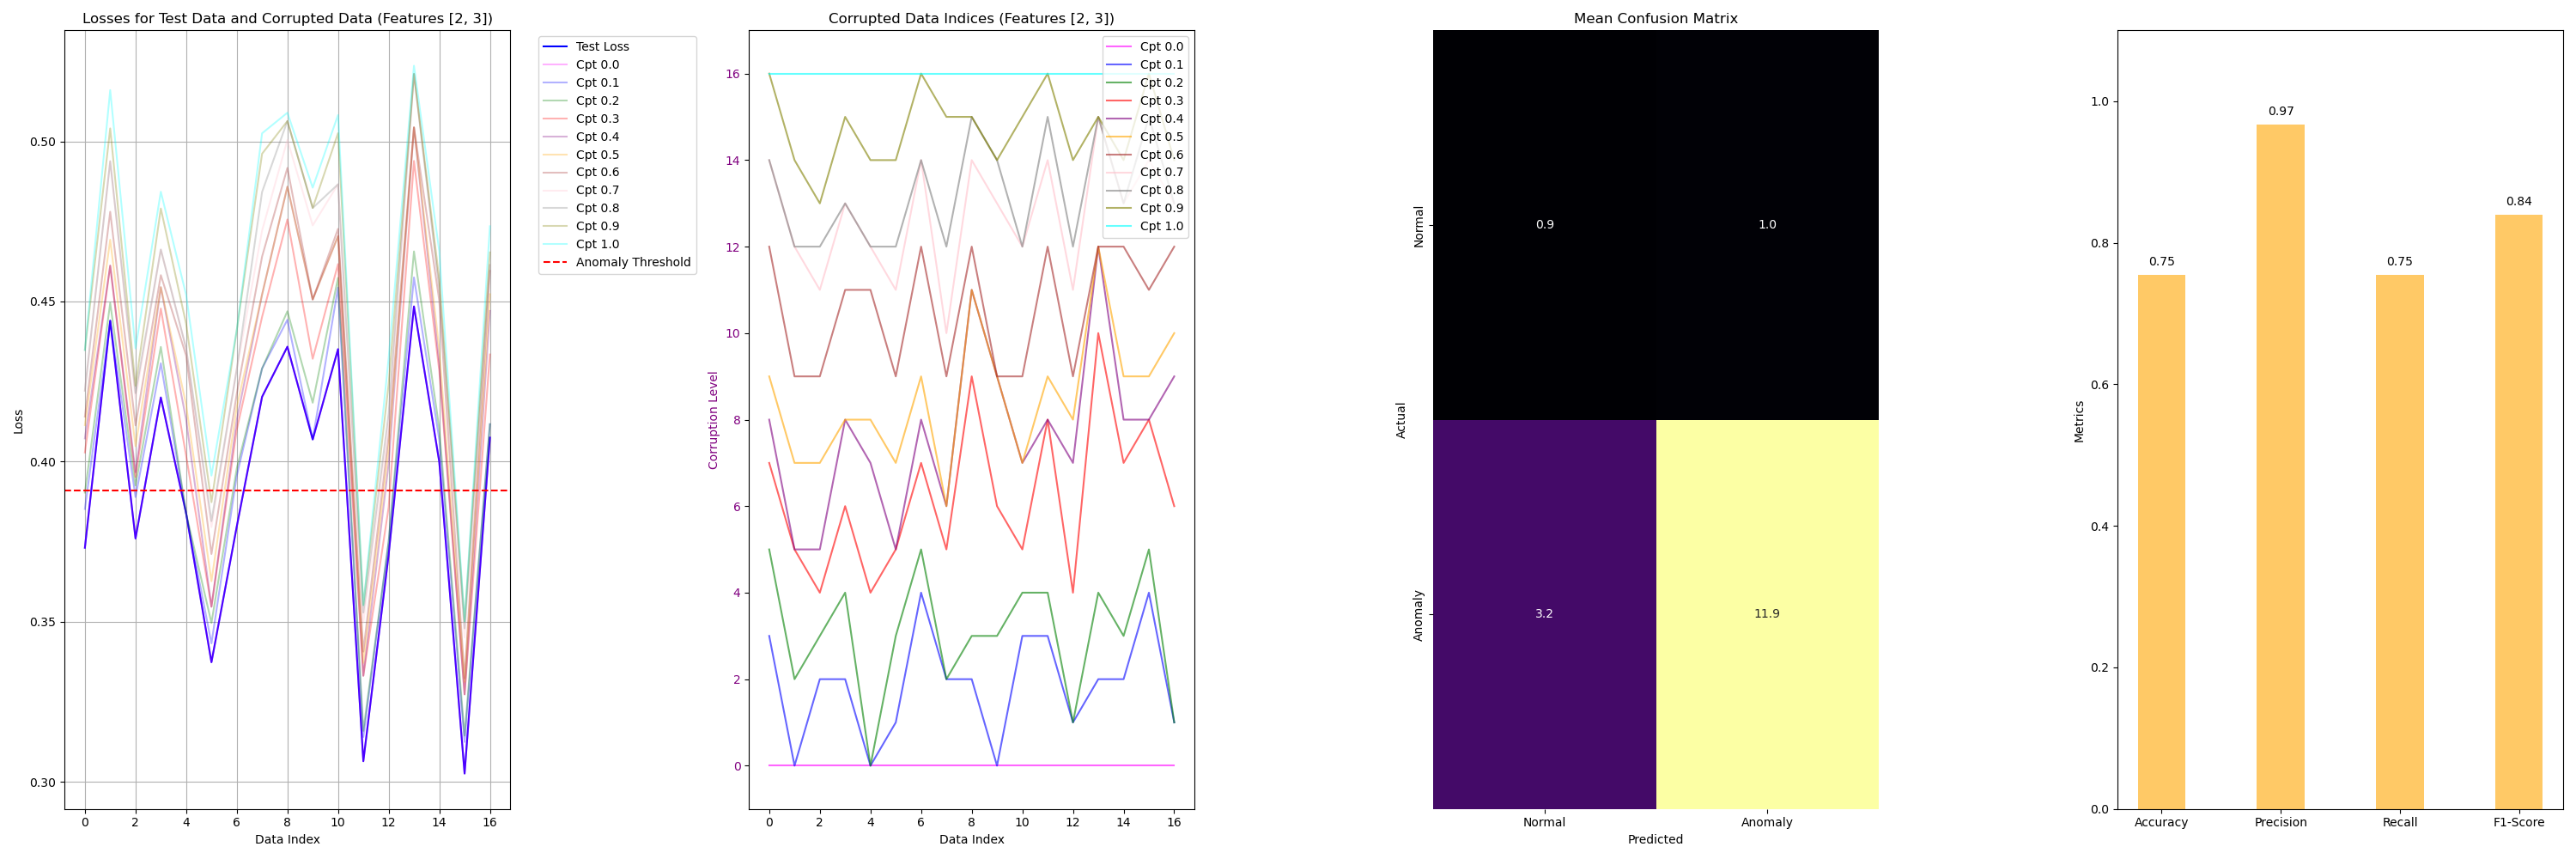 Losses for Test Data and Corrupted Data (Features [2, 3])
0.50
0.45
0.40
0.35
0.30
Loss
0 2 4 6 8 10 12 14 16
Data Index
Test Loss
Cpt 0.0
Cpt 0.1
Cpt 0.2
Cpt 0.3
Cpt 0.4
Cpt 0.5
Cpt 0.6
Cpt 0.7
Cpt 0.8
Cpt 0.9
Cpt 1.0
Anomaly Threshold
Corrupted Data Indices (Features [2, 3])
16
14
12
10
8
6
4
2
0
Corruption Level
0 2 4 6 8 10 12 14 16
Data Index
Cpt 0.0
Cpt 0.1
Cpt 0.2
Cpt 0.3
Cpt 0.4
Cpt 0.5
Cpt 0.6
Cpt 0.7
Cpt 0.8
Cpt 0.9
Cpt 1.0
Mean Confusion Matrix
Actual
Normal
0.9 1.0
Anomaly
3.2 11.9
Normal Anomaly
Predicted
Metrics
1.0
0.8
0.6
0.4
0.2
0.0
0.75
0.97
0.75
0.84
Accuracy Precision Recall F1-Score